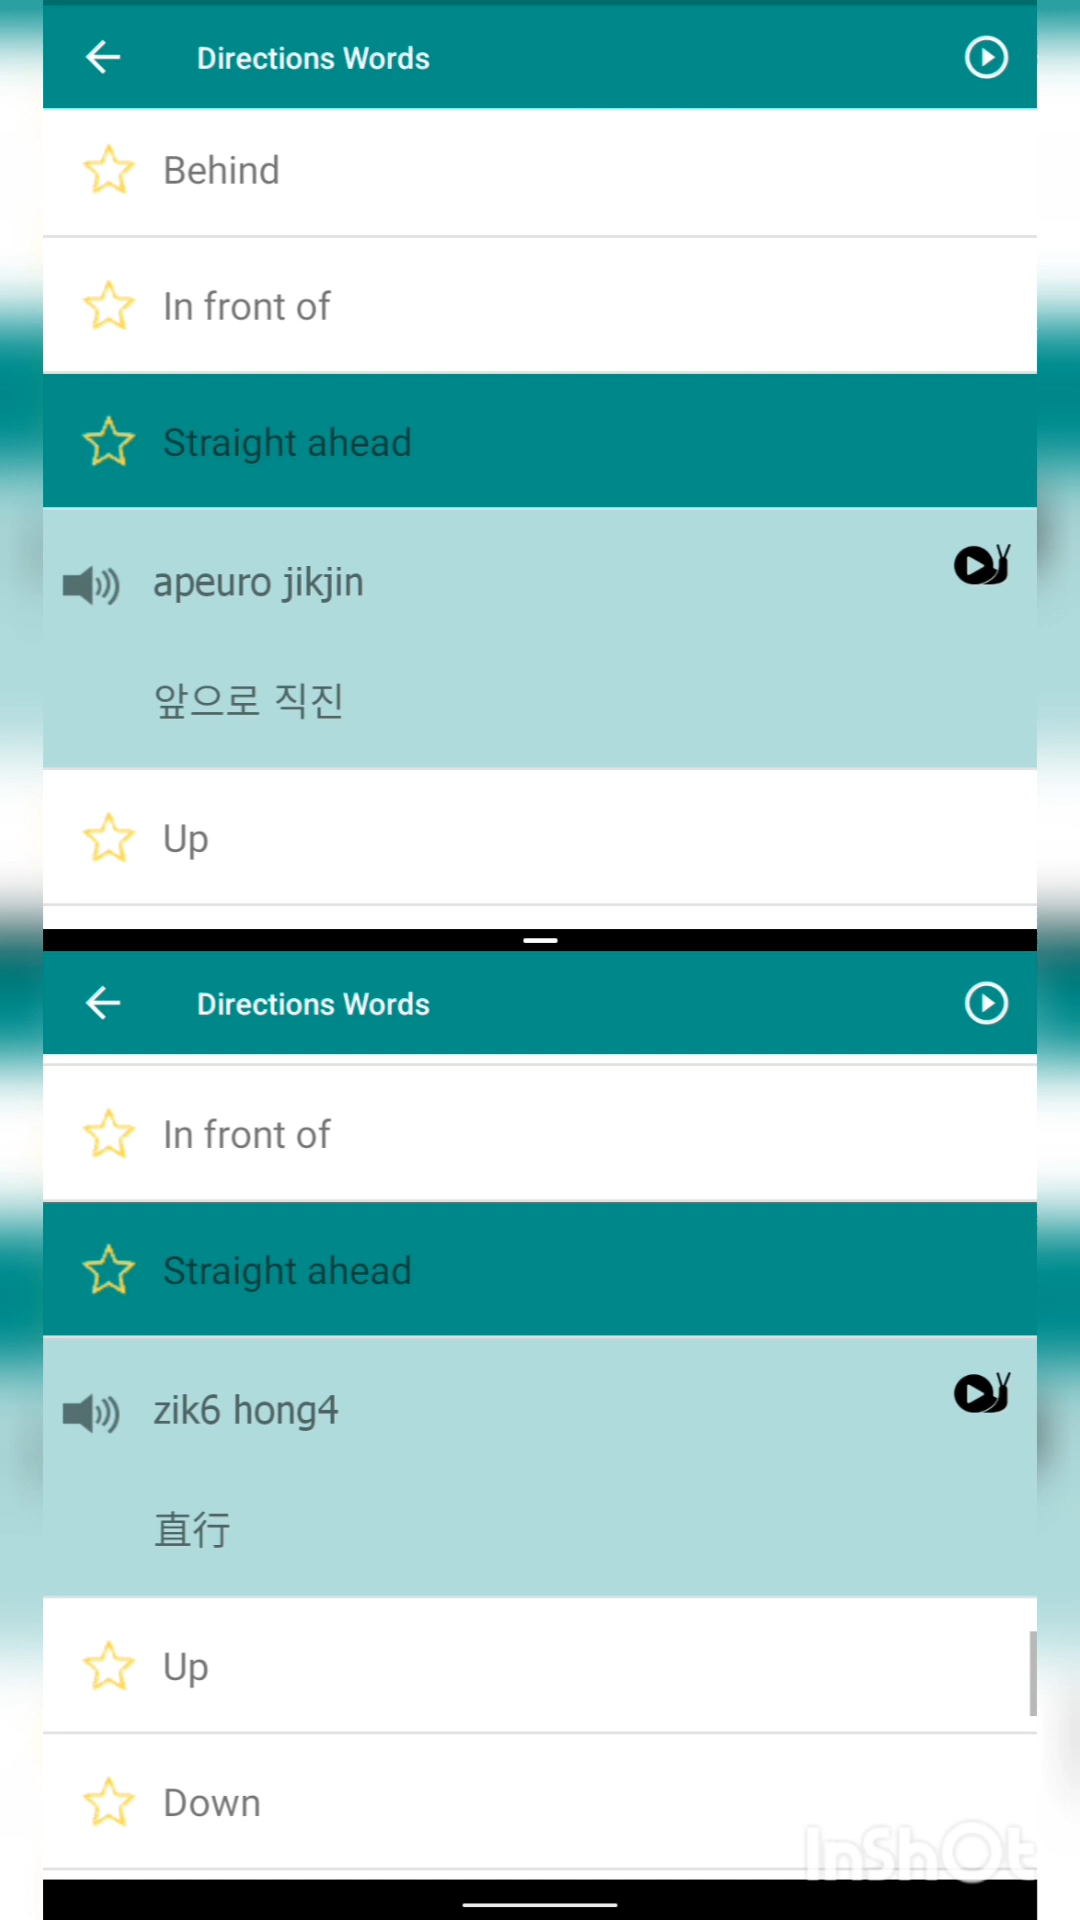 Directions Words
Behind
In front of
Straight ahead
apeuro jikjin
앞으로 직진
Up
Directions Words
In front of
Straight ahead
zik6 hong4
直行
Up
Down
InShOt